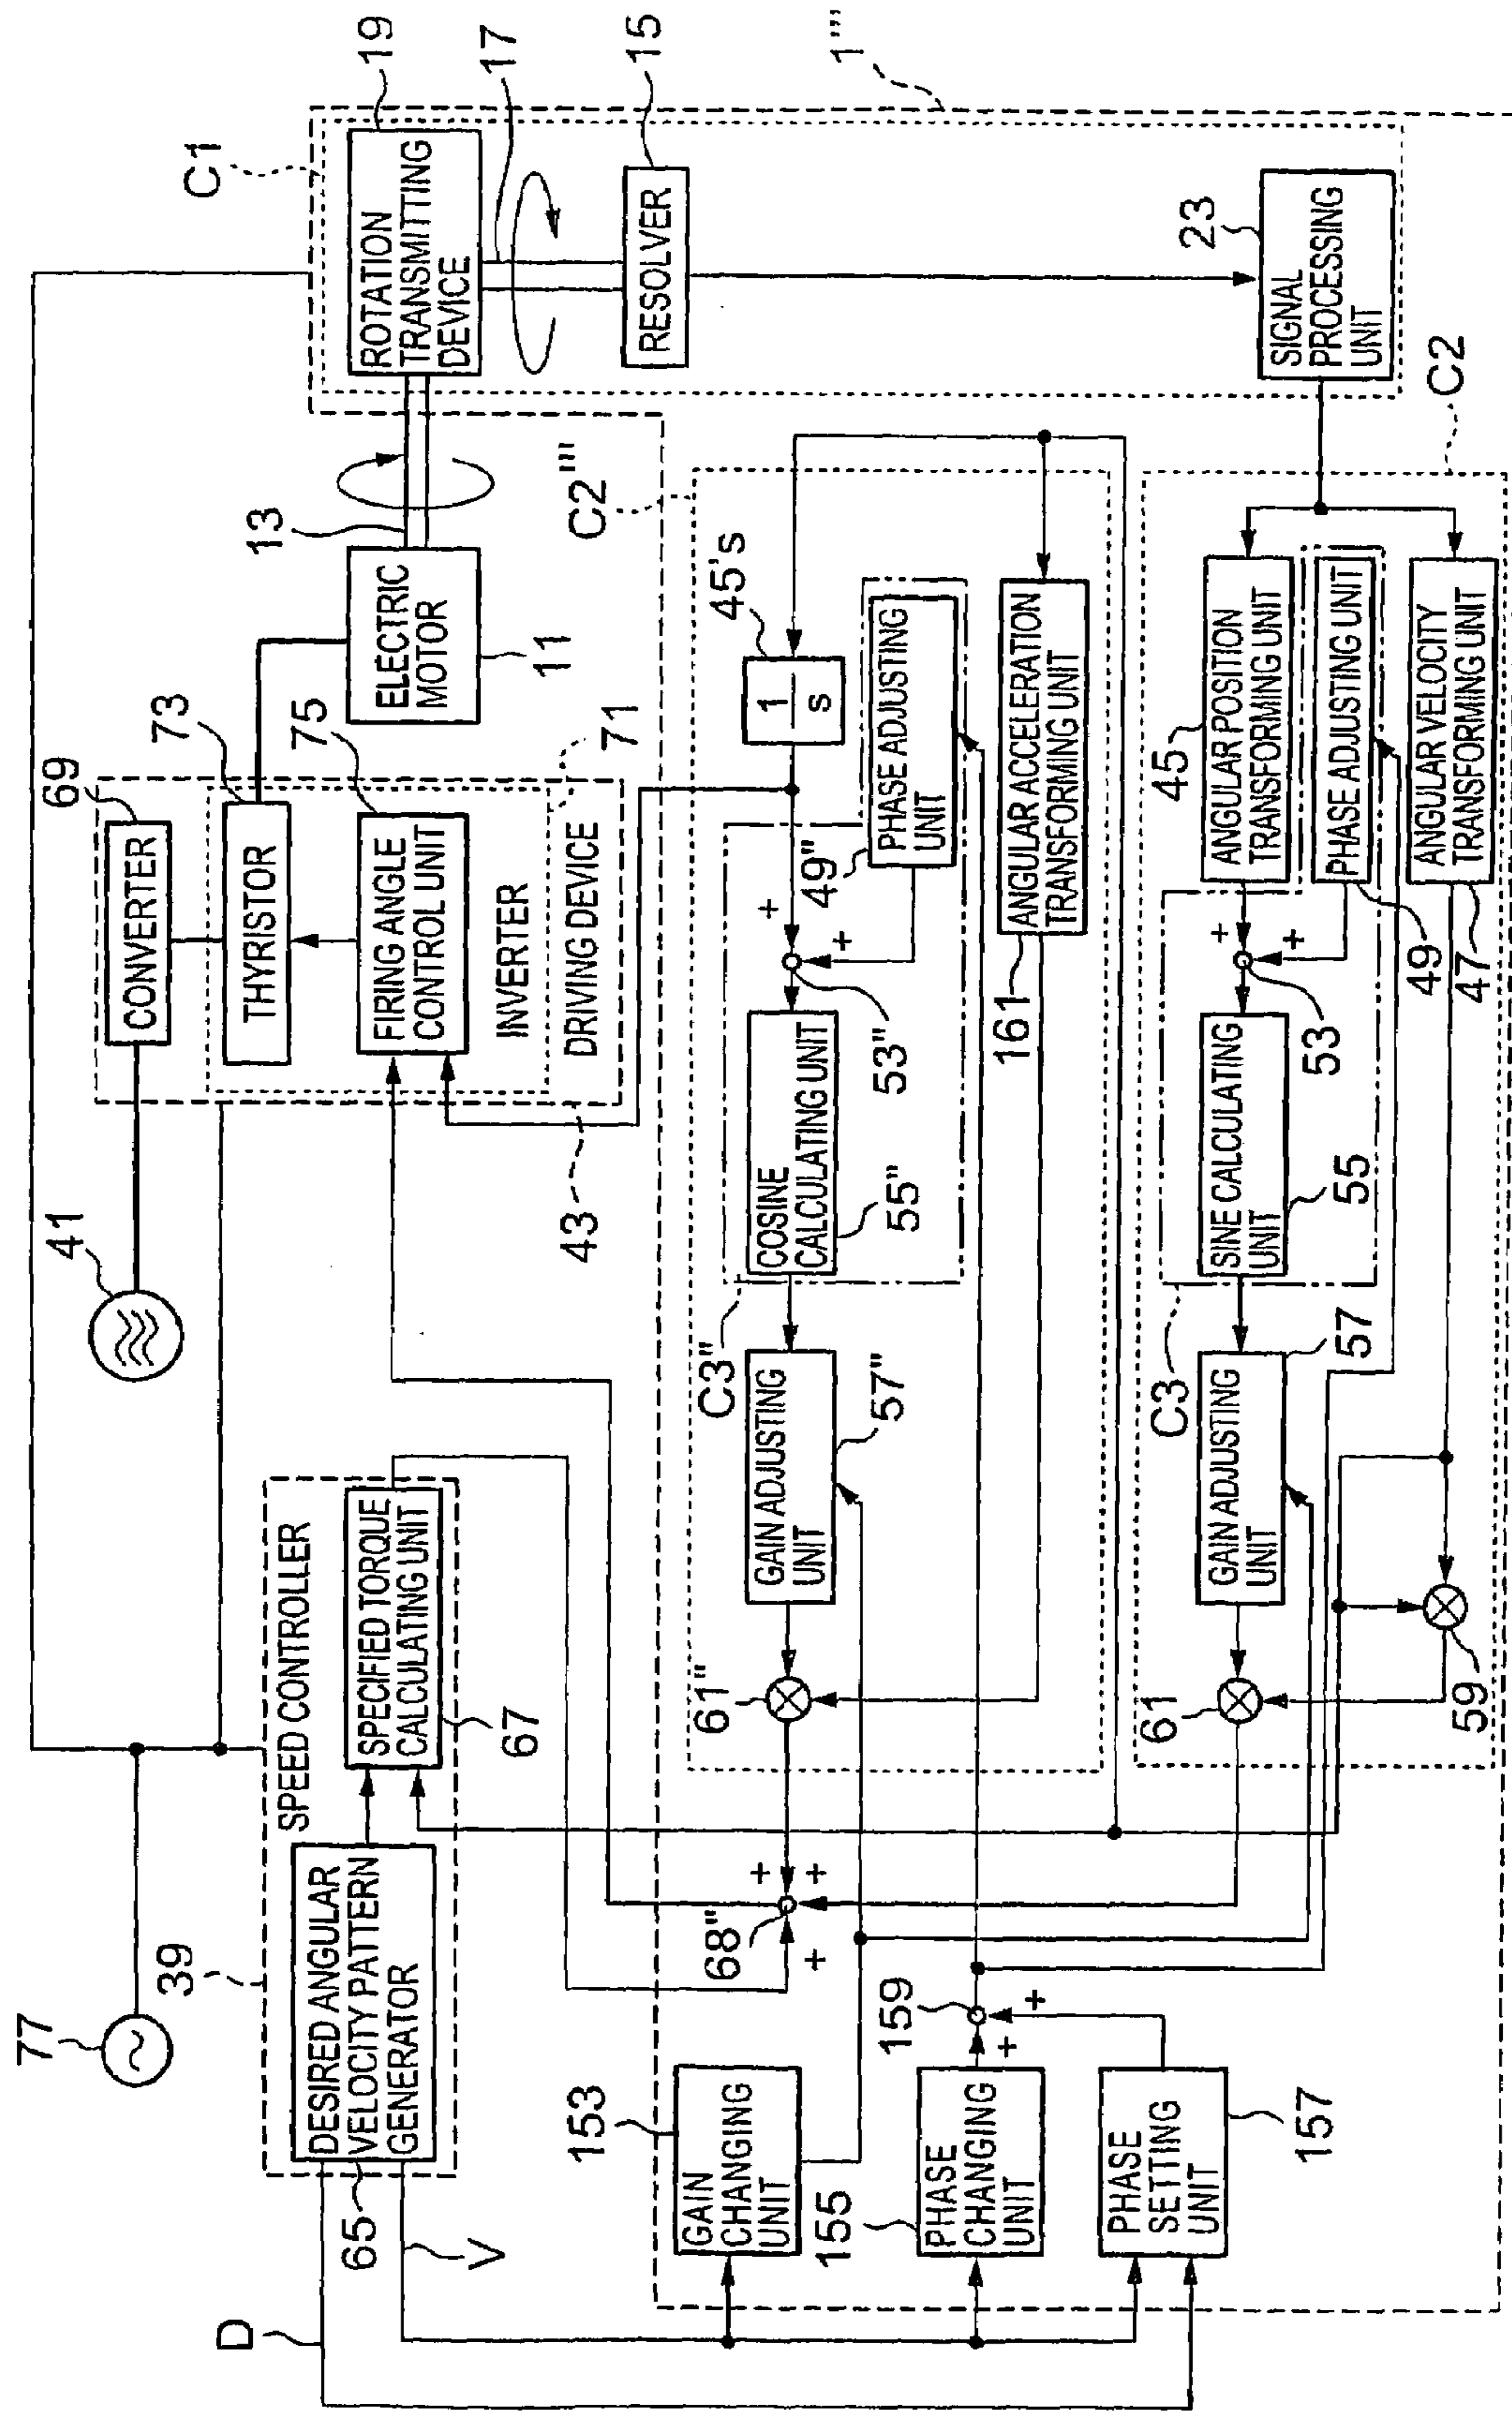 77
39
SPEED CONTROLLER
DESIRED ANGULAR
VELOCITY PATTERN
GENERATOR
65
SPECIFIED TORQUE
CALCULATING UNIT
67
D
V
41
43
69
CONVERTER
73
THYRISTOR
75
FIRING ANGLE
CONTROL UNIT
INVERTER
71
DRIVING DEVICE
ELECTRIC
MOTOR
11
13
C1
ROTATION
TRANSMITTING
DEVICE
19
17
RESOLVER
15
1'''
SIGNAL
PROCESSING
UNIT
23
153
GAIN
CHANGING
UNIT
155
PHASE
CHANGING
UNIT
PHASE
SETTING
UNIT
157
159
+
+
68"
+
+
+
C2'''
61"
GAIN ADJUSTING
UNIT
57"
C3"
COSINE
CALCULATING UNIT
55"
53"
+
+
45's
1
s
49"
PHASE ADJUSTING
UNIT
161
ANGULAR ACCELERATION
TRANSFORMING UNIT
C2
61
59
GAIN ADJUSTING
UNIT
57
C3
SINE CALCULATING
UNIT
55
53
+
+
45
ANGULAR POSITION
TRANSFORMING UNIT
PHASE ADJUSTING UNIT
49
ANGULAR VELOCITY
TRANSFORMING UNIT
47